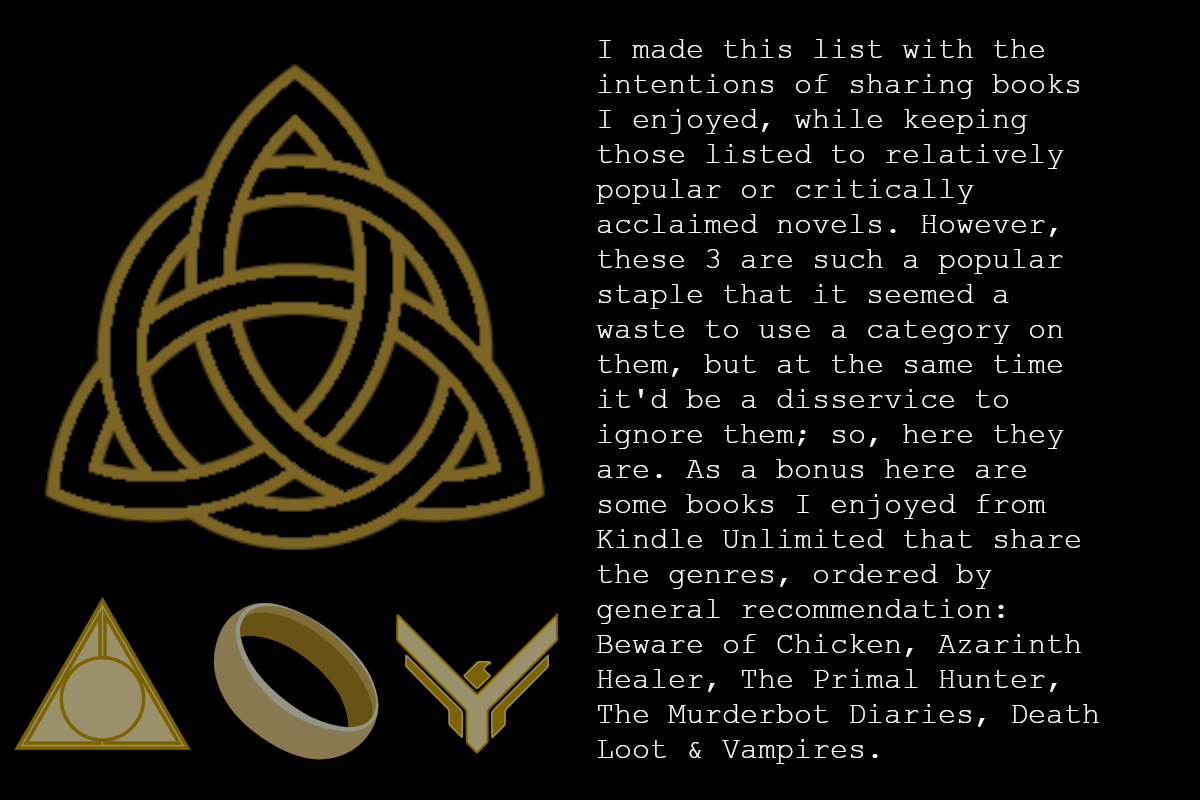 I made this list with the
intentions of sharing books
I enjoyed, while keeping
those listed to relatively
popular or critically
acclaimed novels. However,
these 3 are such a popular
staple that it seemed a
waste to use a category on
them, but at the same time
it'd be a disservice to
ignore them; so, here they
are. As a bonus here are
some books I enjoyed from
Kindle Unlimited that share
the genres, ordered by
general recommendation:
Beware of Chicken, Azarinth
Healer, The Primal Hunter,
The Murderbot Diaries, Death
Loot & Vampires.